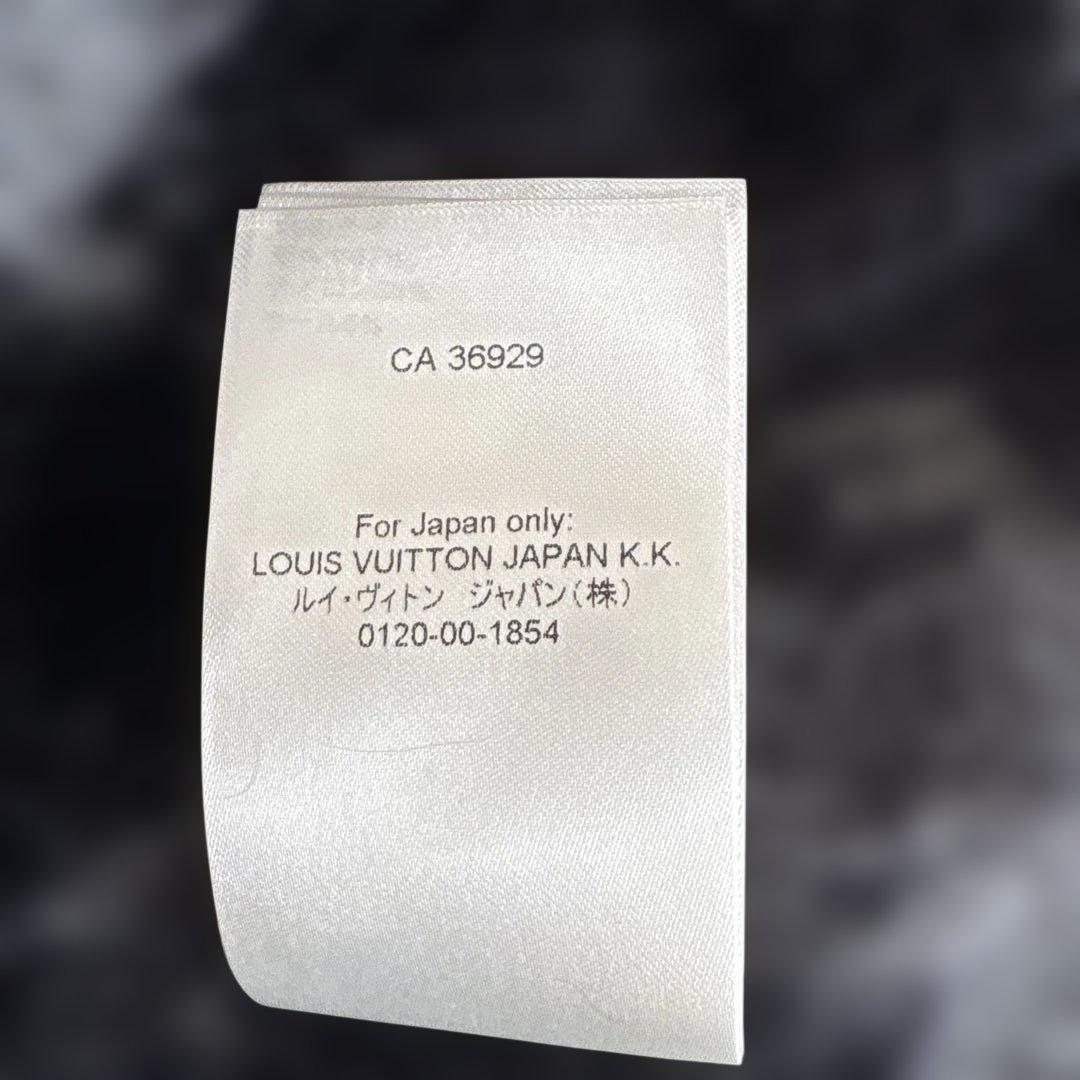 CA 36929
For Japan only:
LOUIS VUITTON JAPAN K.K.
ルイ・ヴィトン　ジャパン（株）
0120-00-1854